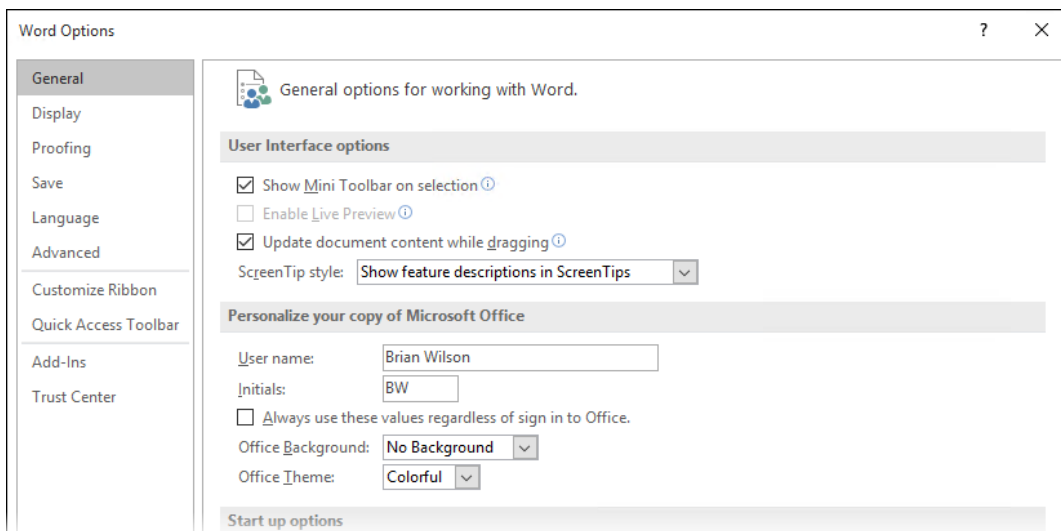 Word Options
?
General
Display
Proofing
Save
Language
Advanced
Customize Ribbon
Quick Access Toolbar
Add-Ins
Trust Center
General options for working with Word.
User Interface options
Show Mini Toolbar on selection
Enable Live Preview
Update document content while dragging
ScreenTip style: Show feature descriptions in ScreenTips
Personalize your copy of Microsoft Office
User name: Brian Wilson
Initials: BW
Always use these values regardless of sign in to Office.
Office Background: No Background
Office Theme: Colorful
Start up options